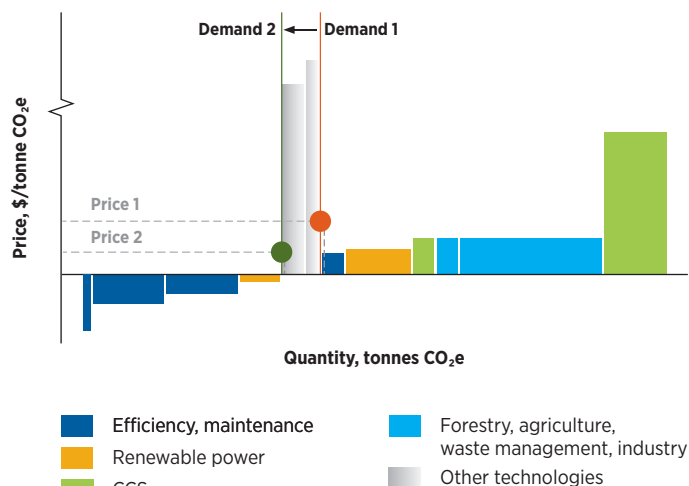 Demand 2
Demand 1
Price, $/tonne CO₂e
Price 1
Price 2
Quantity, tonnes CO₂e
Efficiency, maintenance
Renewable power
Forestry, agriculture,
waste management, industry
Other technologies